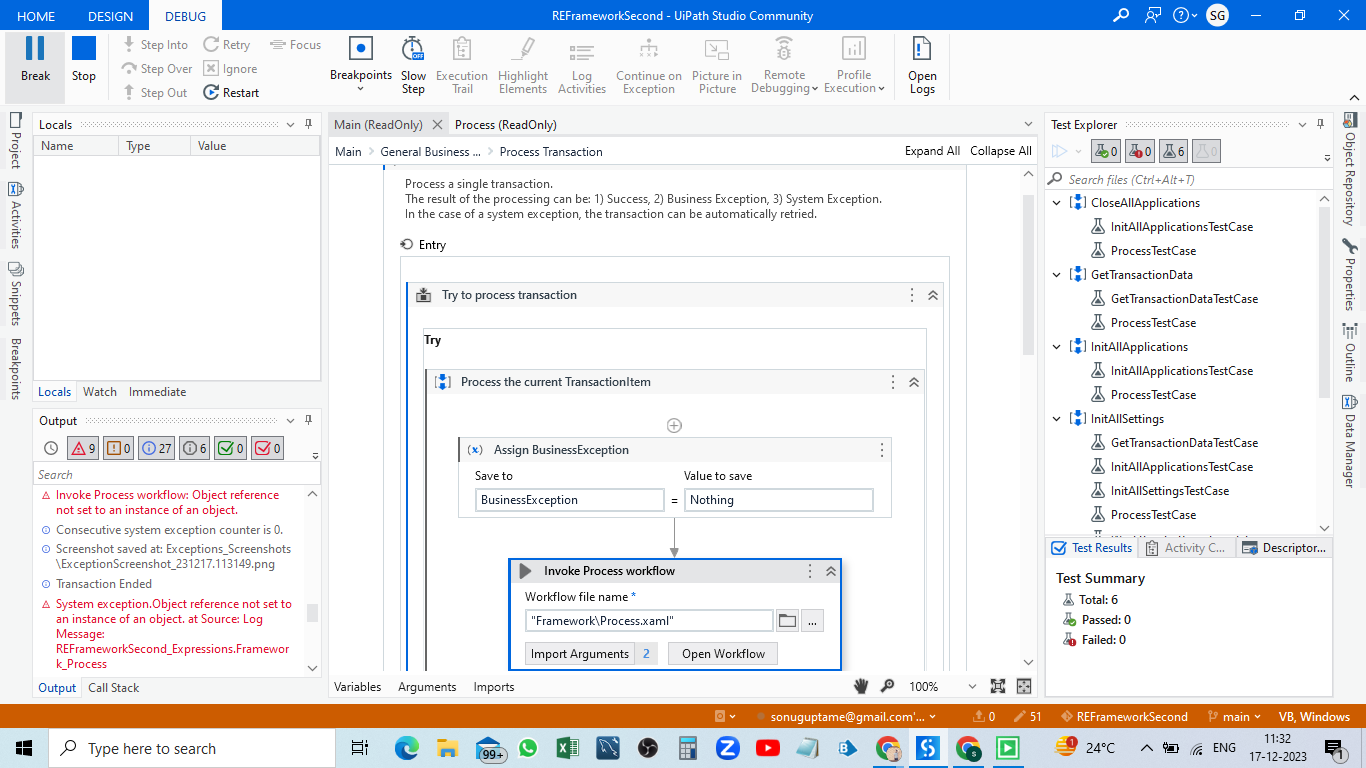 HOME DESIGN DEBUG REFrameworkSecond - UiPath Studio Community SG
Break
Stop
Step Into
Step Over
Step Out
Retry
Ignore
Restart
Focus
Breakpoints
Slow
Step
OFF
Execution
Trail
Highlight
Elements
Log
Activities
Continue on
Exception
Picture in
Picture
Remote
Debugging
Profile
Execution
Open
Logs
Project
Activities
Snippets
Breakpoints
Locals
Name Type Value
Locals Watch Immediate
Output
9 0 27 6 0 0
Search
Invoke Process workflow: Object reference
not set to an instance of an object.
Consecutive system exception counter is 0.
Screenshot saved at: Exceptions_Screenshots
\ExceptionScreenshot_231217.113149.png
Transaction Ended
System exception.Object reference not set to
an instance of an object. at Source: Log
Message:
REFrameworkSecond_Expressions.Framewor
k_Process
Output Call Stack
Main (ReadOnly) Process (ReadOnly)
Main > General Business ... > Process Transaction Expand All Collapse All
Process a single transaction.
The result of the processing can be: 1) Success, 2) Business Exception, 3) System Exception.
In the case of a system exception, the transaction can be automatically retried.
Entry
Try to process transaction
Try
Process the current TransactionItem
(x) Assign BusinessException
Save to Value to save
BusinessException = Nothing
Invoke Process workflow
Workflow file name *
"Framework\Process.xaml" ...
Import Arguments 2 Open Workflow
Variables Arguments Imports 100%
Test Explorer
0 0 6 0
Search files (Ctrl+Alt+T)
CloseAllApplications
InitAllApplicationsTestCase
ProcessTestCase
GetTransactionData
GetTransactionDataTestCase
ProcessTestCase
InitAllApplications
InitAllApplicationsTestCase
ProcessTestCase
InitAllSettings
GetTransactionDataTestCase
InitAllApplicationsTestCase
InitAllSettingsTestCase
ProcessTestCase
Test Results Activity C... Descriptor...
Test Summary
Total: 6
Passed: 0
Failed: 0
Object Repository
Properties
Outline
Data Manager
sonuguptame@gmail.com'... 0 51 REFrameworkSecond main VB, Windows
Type here to search 99+ 24°C ENG 11:32
17-12-2023 1